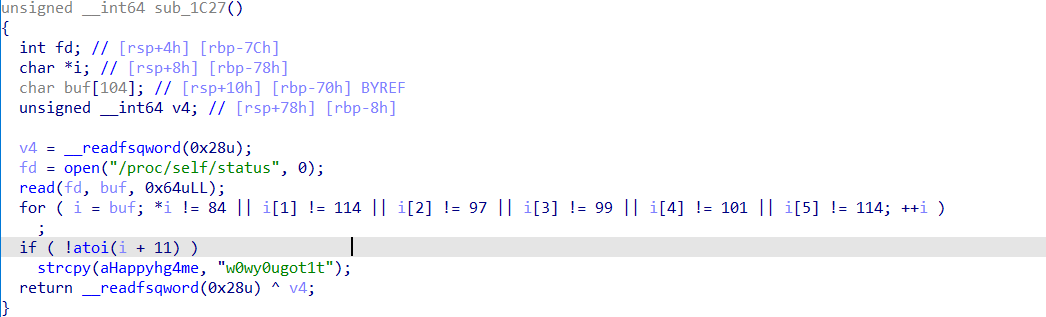 unsigned __int64 sub_1C27()
{
  int fd; // [rsp+4h] [rbp-7Ch]
  char *i; // [rsp+8h] [rbp-78h]
  char buf[104]; // [rsp+10h] [rbp-70h] BYREF
  unsigned __int64 v4; // [rsp+78h] [rbp-8h]

  v4 = __readfsqword(0x28u);
  fd = open("/proc/self/status", 0);
  read(fd, buf, 0x64uLL);
  for ( i = buf; *i != 84 || i[1] != 114 || i[2] != 97 || i[3] != 99 || i[4] != 101 || i[5] != 114; ++i )
    ;
  if ( !atoi(i + 11) )
    strcpy(aHappyhg4me, "w0wy0ugot1t");
  return __readfsqword(0x28u) ^ v4;
}